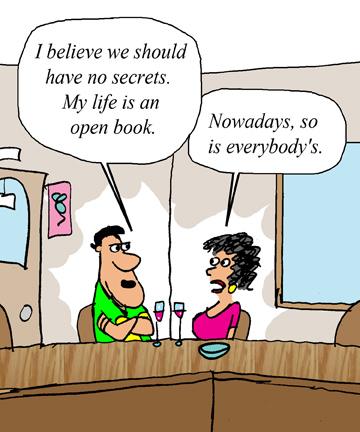 I believe we should
have no secrets.
My life is an
open book.
Nowadays, so
is everybody's.